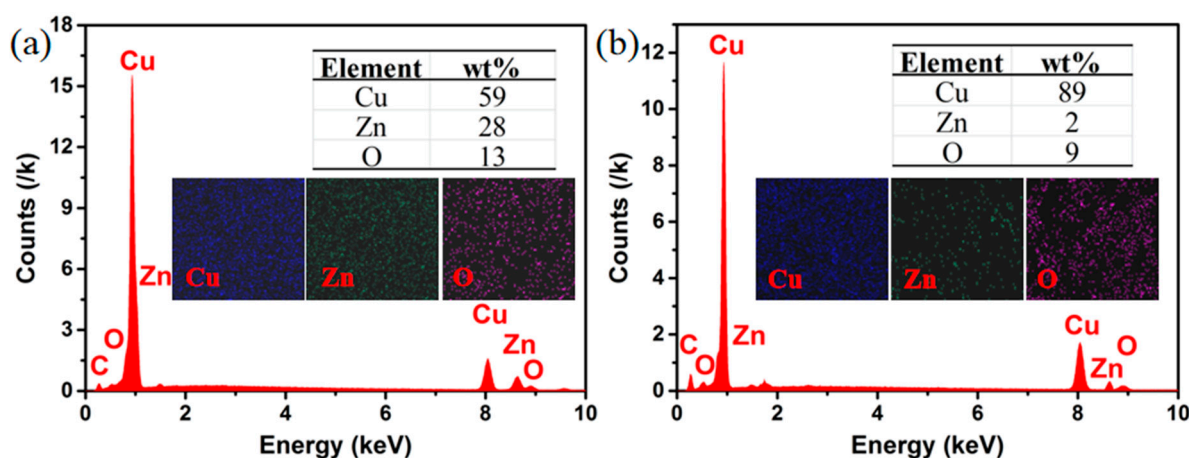 (a)
Counts (/k)
18
15
12
9
6
3
0
Cu
Element wt%
Cu 59
Zn 28
O 13
Cu
Zn
O
Zn
O
C
Cu
Zn
O
0 2 4 6 8 10
Energy (keV)
(b)
Counts (/k)
12
10
8
6
4
2
0
Cu
Element wt%
Cu 89
Zn 2
O 9
Cu
Zn
O
C
O
Zn
Cu
O
Zn
0 2 4 6 8 10
Energy (keV)